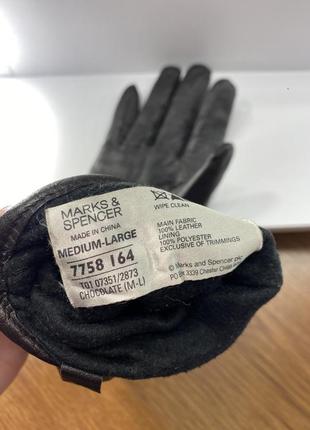 MARKS &
SPENCER
MADE IN CHINA
MEDIUM-LARGE
7758 164
T91 07351/2873
CHOCOLATE (M-L)
WIPE CLEAN
MAIN FABRIC
100% LEATHER
LINING
100% POLYESTER
EXCLUSIVE OF TRIMMINGS
© Marks and Spencer plc
PO BOX 3339 Chester